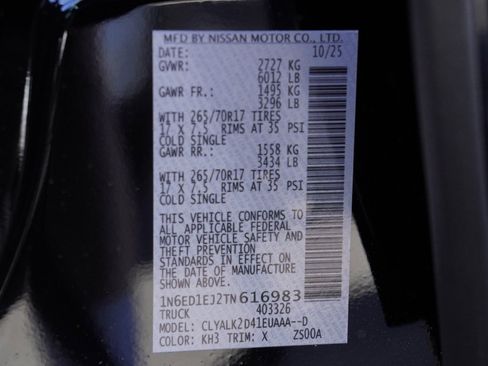 MFD BY NISSAN MOTOR CO., LTD.
DATE: 10/25
GVWR: 2727 KG
6012 LB
GAWR FR.: 1495 KG
3296 LB
WITH 265/70R17 TIRES
17 X 7.5 RIMS AT 35 PSI
COLD SINGLE
GAWR RR.: 1558 KG
3434 LB
WITH 265/70R17 TIRES
17 X 7.5 RIMS AT 35 PSI
COLD SINGLE
THIS VEHICLE CONFORMS TO
ALL APPLICABLE FEDERAL
MOTOR VEHICLE SAFETY AND
THEFT PREVENTION
STANDARDS IN EFFECT ON
THE DATE OF MANUFACTURE
SHOWN ABOVE.
1N6ED1EJ2TN616983
TRUCK 403326
MODEL: CLYALK2D41EUAAA--D
COLOR: KH3 TRIM: X ZS00A